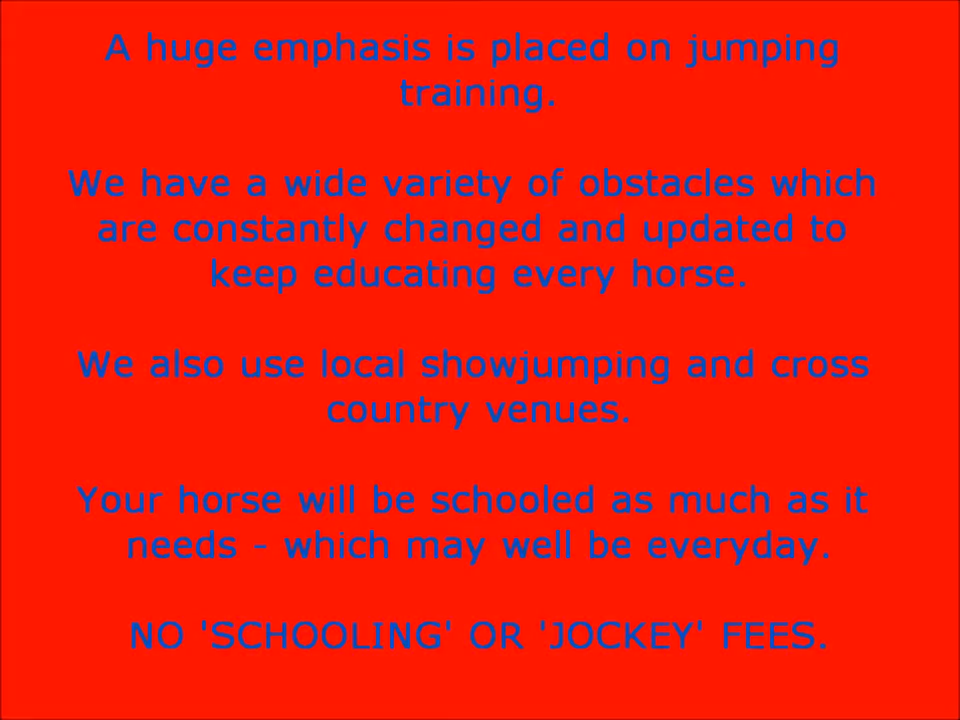 A huge emphasis is placed on jumping
training.
We have a wide variety of obstacles which
are constantly changed and updated to
keep educating every horse.
We also use local showjumping and cross
country venues.
Your horse will be schooled as much as it
needs - which may well be everyday.
NO 'SCHOOLING' OR 'JOCKEY' FEES.